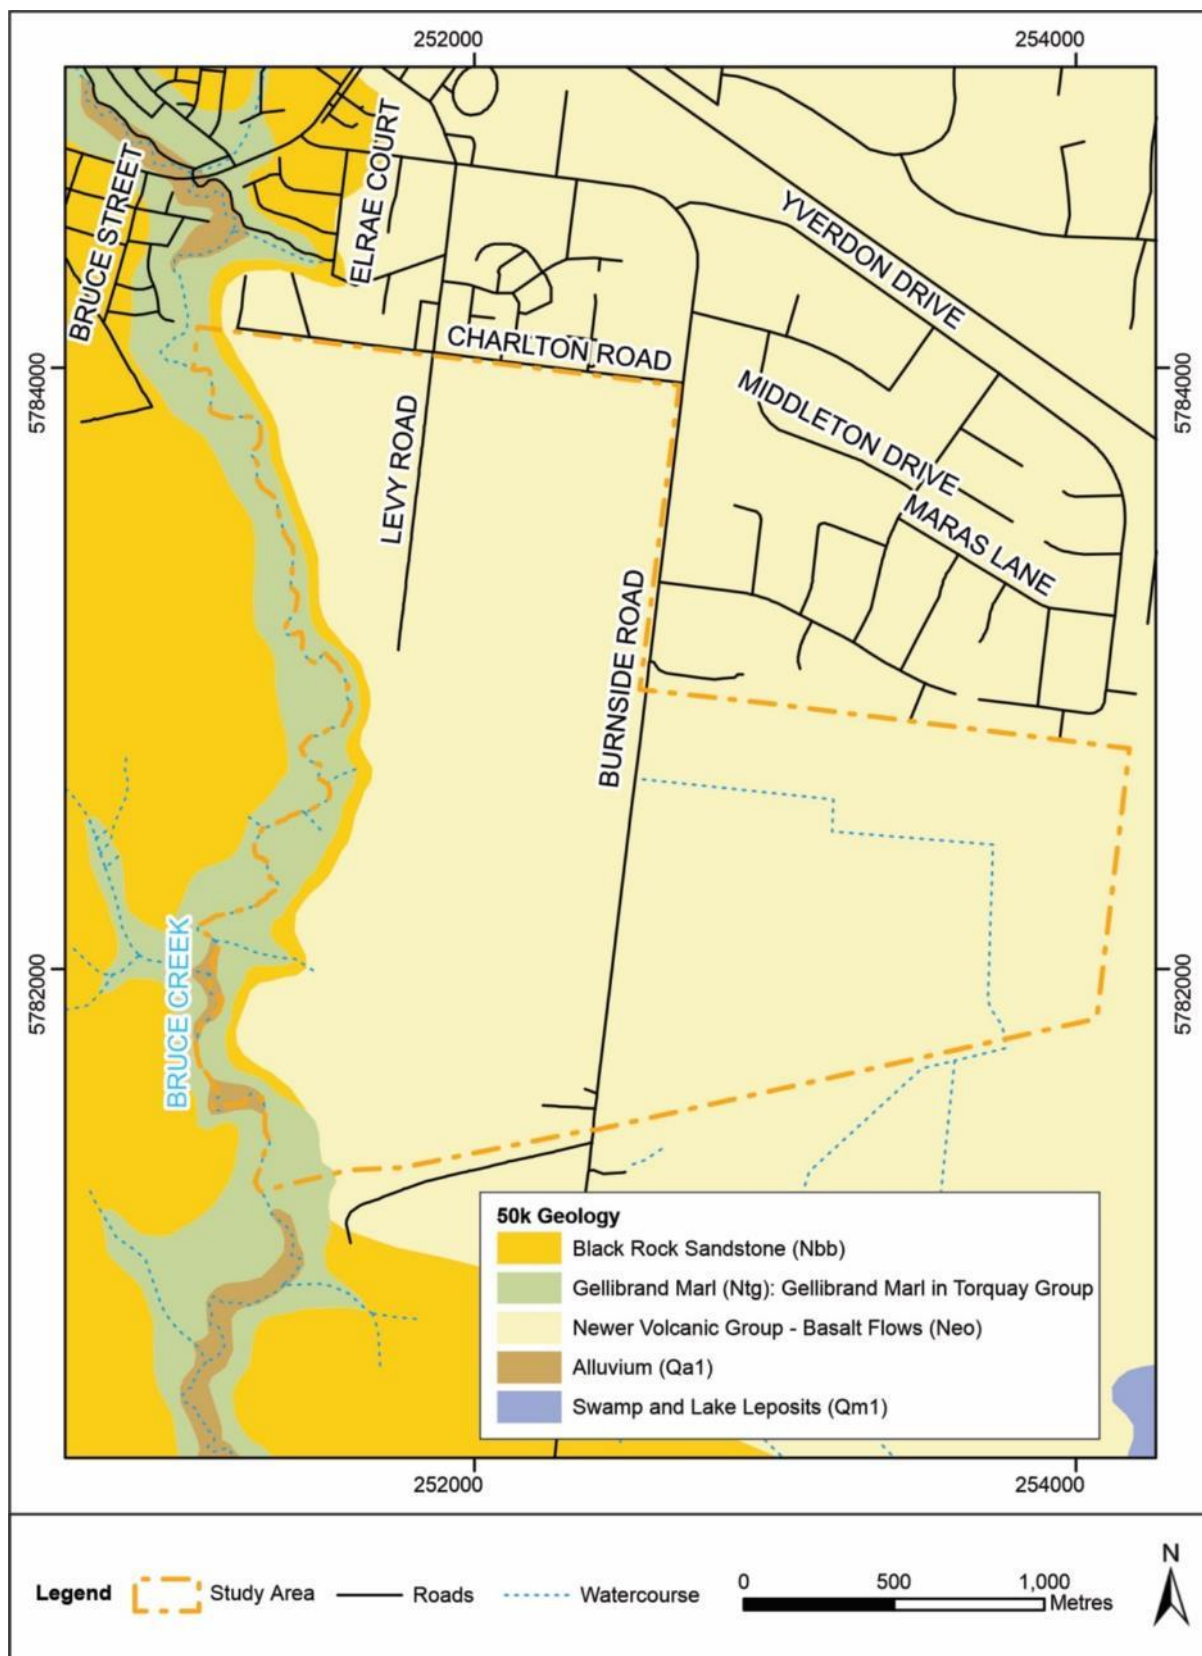 252000
254000
BRUCE STREET
ELRAE COURT
YVERDON DRIVE
CHARLTON ROAD
5784000
5784000
MIDDLETON DRIVE
LEVY ROAD
MARAS LANE
BURNSIDE ROAD
5782000
5782000
BRUCE CREEK
50k Geology
Black Rock Sandstone (Nbb)
Gellibrand Marl (Ntg): Gellibrand Marl in Torquay Group
Newer Volcanic Group - Basalt Flows (Neo)
Alluvium (Qa1)
Swamp and Lake Leposits (Qm1)
252000
254000
N
Legend
Study Area
Roads
Watercourse
0 500 1,000
Metres